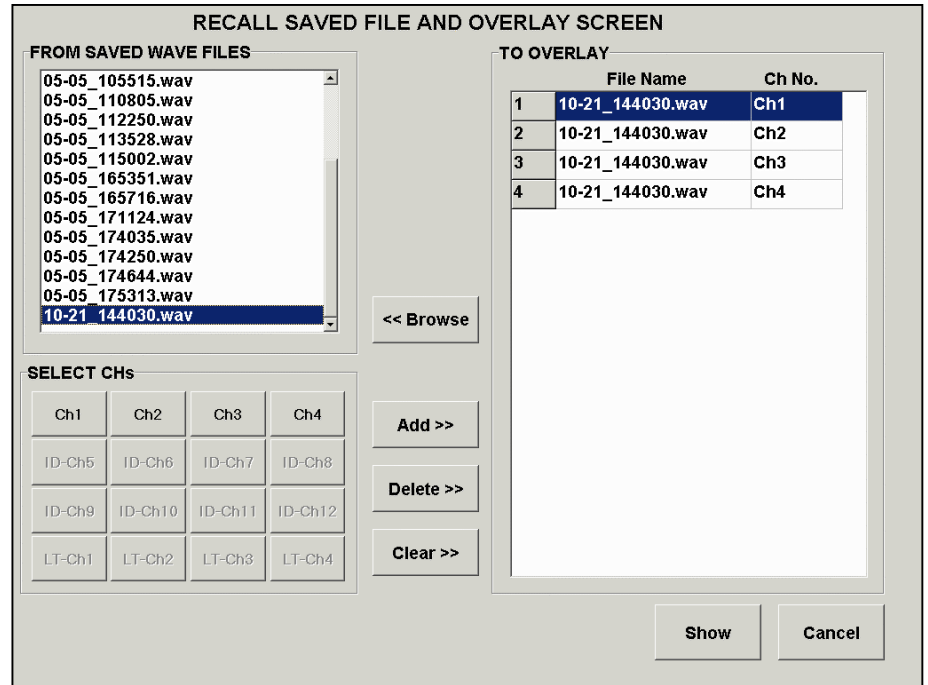 RECALL SAVED FILE AND OVERLAY SCREEN
FROM SAVED WAVE FILES
05-05_105515.wav
05-05_110805.wav
05-05_112250.wav
05-05_113528.wav
05-05_115002.wav
05-05_165351.wav
05-05_165716.wav
05-05_171124.wav
05-05_174035.wav
05-05_174250.wav
05-05_174644.wav
05-05_175313.wav
10-21_144030.wav
SELECT CHs
Ch1 Ch2 Ch3 Ch4
ID-Ch5 ID-Ch6 ID-Ch7 ID-Ch8
ID-Ch9 ID-Ch10 ID-Ch11 ID-Ch12
LT-Ch1 LT-Ch2 LT-Ch3 LT-Ch4
<< Browse
Add >>
Delete >>
Clear >>
TO OVERLAY
File Name Ch No.
1 10-21_144030.wav Ch1
2 10-21_144030.wav Ch2
3 10-21_144030.wav Ch3
4 10-21_144030.wav Ch4
Show Cancel